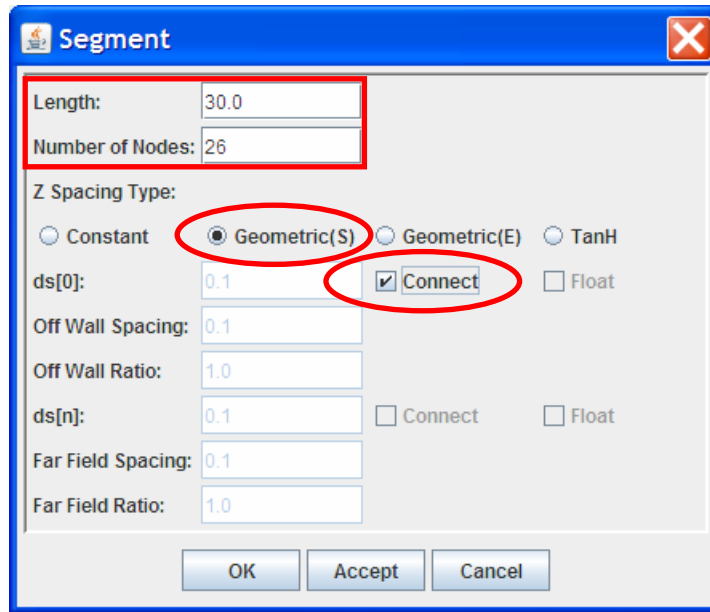 Segment
Length: 30.0
Number of Nodes: 26
Z Spacing Type:
Constant Geometric(S) Geometric(E) TanH
ds[0]: 0.1 Connect Float
Off Wall Spacing: 0.1
Off Wall Ratio: 1.0
ds[n]: 0.1 Connect Float
Far Field Spacing: 0.1
Far Field Ratio: 1.0
OK Accept Cancel